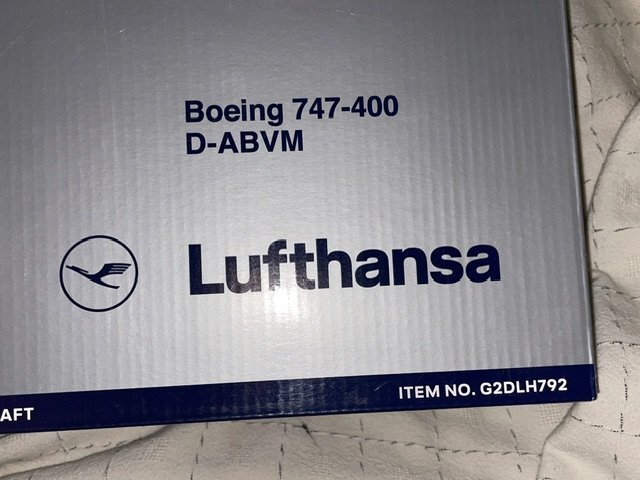 Boeing 747-400
D-ABVM
Lufthansa
AFT
ITEM NO. G2DLH792